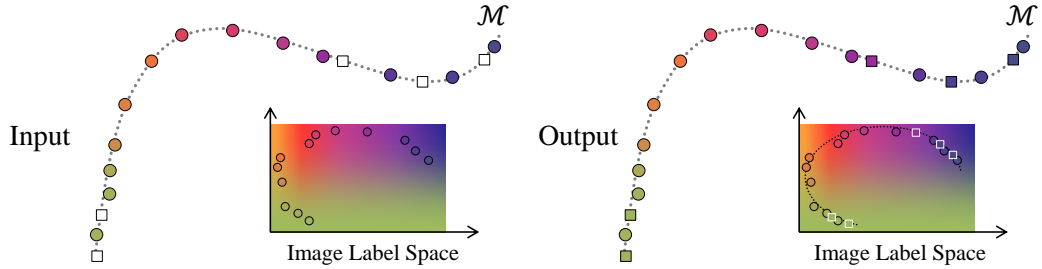 ℳ
Input
Image Label Space
ℳ
Output
Image Label Space